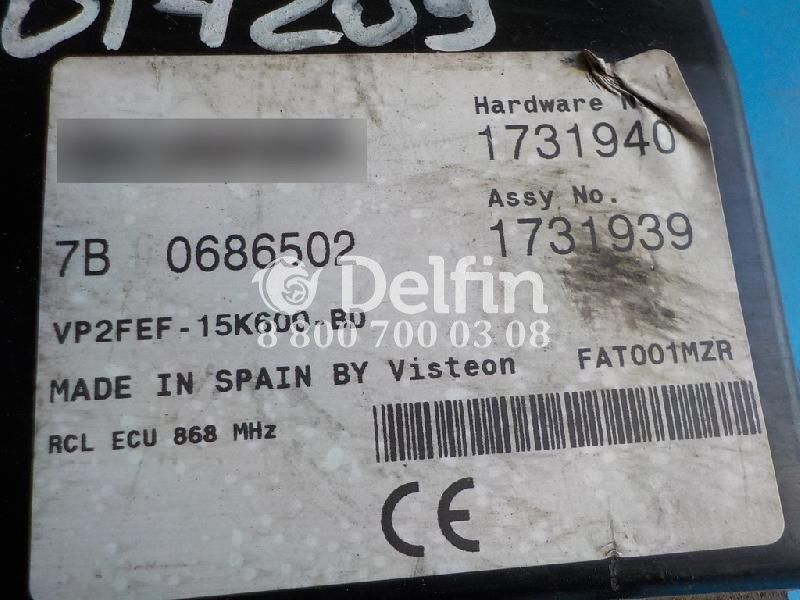 014209
Hardware N
1731940
Assy No.
1731939
7B 0686502
Delfin
VP2FEF-15K600-BD
8 800 700 03 08
MADE IN SPAIN BY Visteon
FAT001MZR
RCL ECU 868 MHz
CE